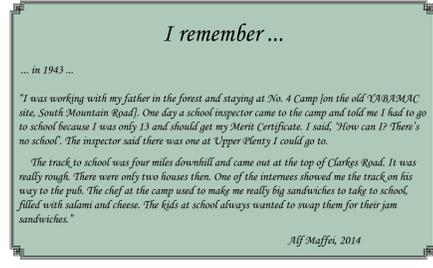 I remember ...
... in 1943 ...
"I was working with my father in the forest and staying at No. 4 Camp [on the old YABAMAC
site, South Mountain Road]. One day a school inspector came to the camp and told me I had to go
to school because I was only 13 and should get my Merit Certificate. I said, 'How can I? There's
no school'. The inspector said there was one at Upper Plenty I could go to.
The track to school was four miles downhill and came out at the top of Clarkes Road. It was
really rough. There were only two houses then. One of the internees showed me the track on his
way to the pub. The chef at the camp used to make me really big sandwiches to take to school,
filled with salami and cheese. The kids at school always wanted to swap them for their jam
sandwiches."
Alf Maffei, 2014